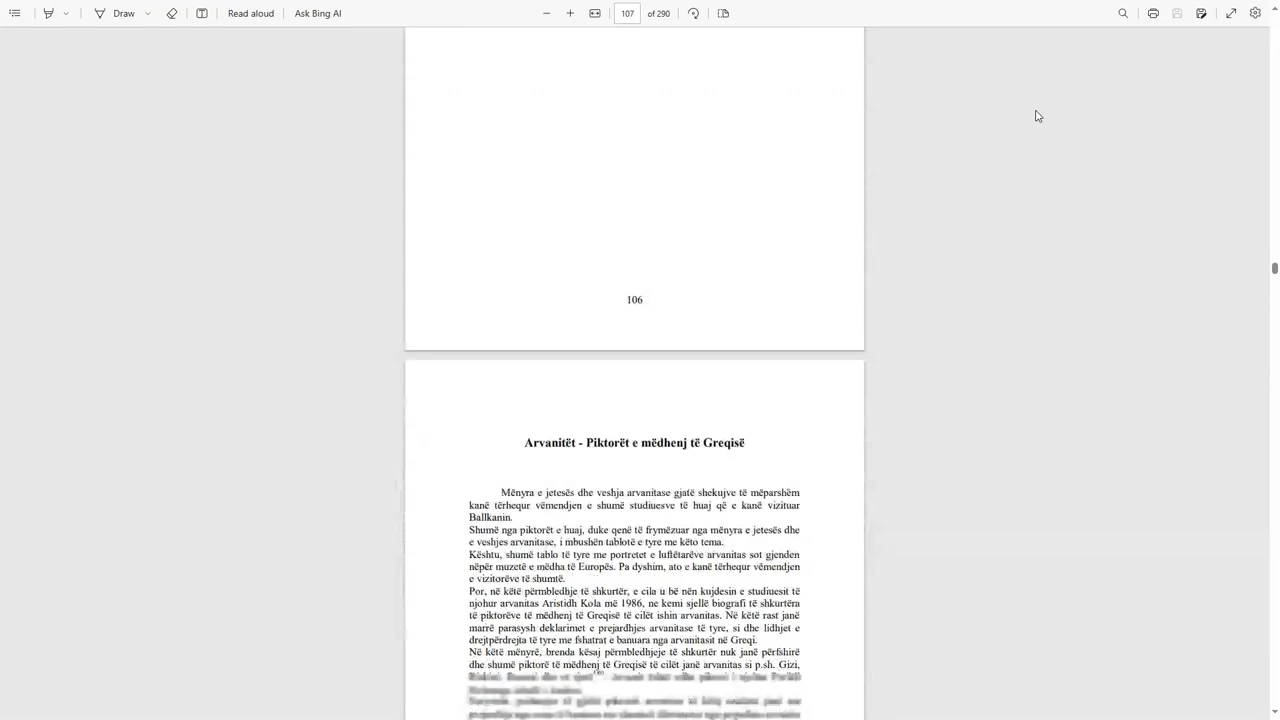 Draw
Read aloud
Ask Bing AI
107
of 290
106
Arvanitët - Piktorët e mëdhenj të Greqisë
Mënyra e jetesës dhe veshja arvanitase gjatë shekujve të mëparshëm
kanë tërhequr vëmendjen e shumë studiuesve të huaj që e kanë vizituar
Ballkanin.
Shumë nga piktorët e huaj, duke qenë të frymëzuar nga mënyra e jetesës dhe
e veshjes arvanitase, i mbushën tablotë e tyre me këto tema.
Kështu, shumë tablo të tyre me portretet e luftëtarëve arvanitas sot gjenden
nëpër muzetë e mëdha të Europës. Pa dyshim, ato e kanë tërhequr vëmendjen
e vizitorëve të shumtë.
Por, në këtë përmbledhje të shkurtër, e cila u bë nën kujdesin e studiuesit të
njohur arvanitas Aristidh Kola më 1986, ne kemi sjellë biografi të shkurtëra
të piktorëve të mëdhenj të Greqisë të cilët ishin arvanitas. Në këtë rast janë
marrë parasysh deklarimet e prejardhjes arvanitase të tyre, si dhe lidhjet e
drejtpërdrejta të tyre me fshatrat e banuara nga arvanitasit në Greqi.
Në këtë mënyrë, brenda kësaj përmbledhjeje të shkurtër nuk janë përfshirë
dhe shumë piktorë të mëdhenj të Greqisë të cilët janë arvanitas si p.sh. Gizi,